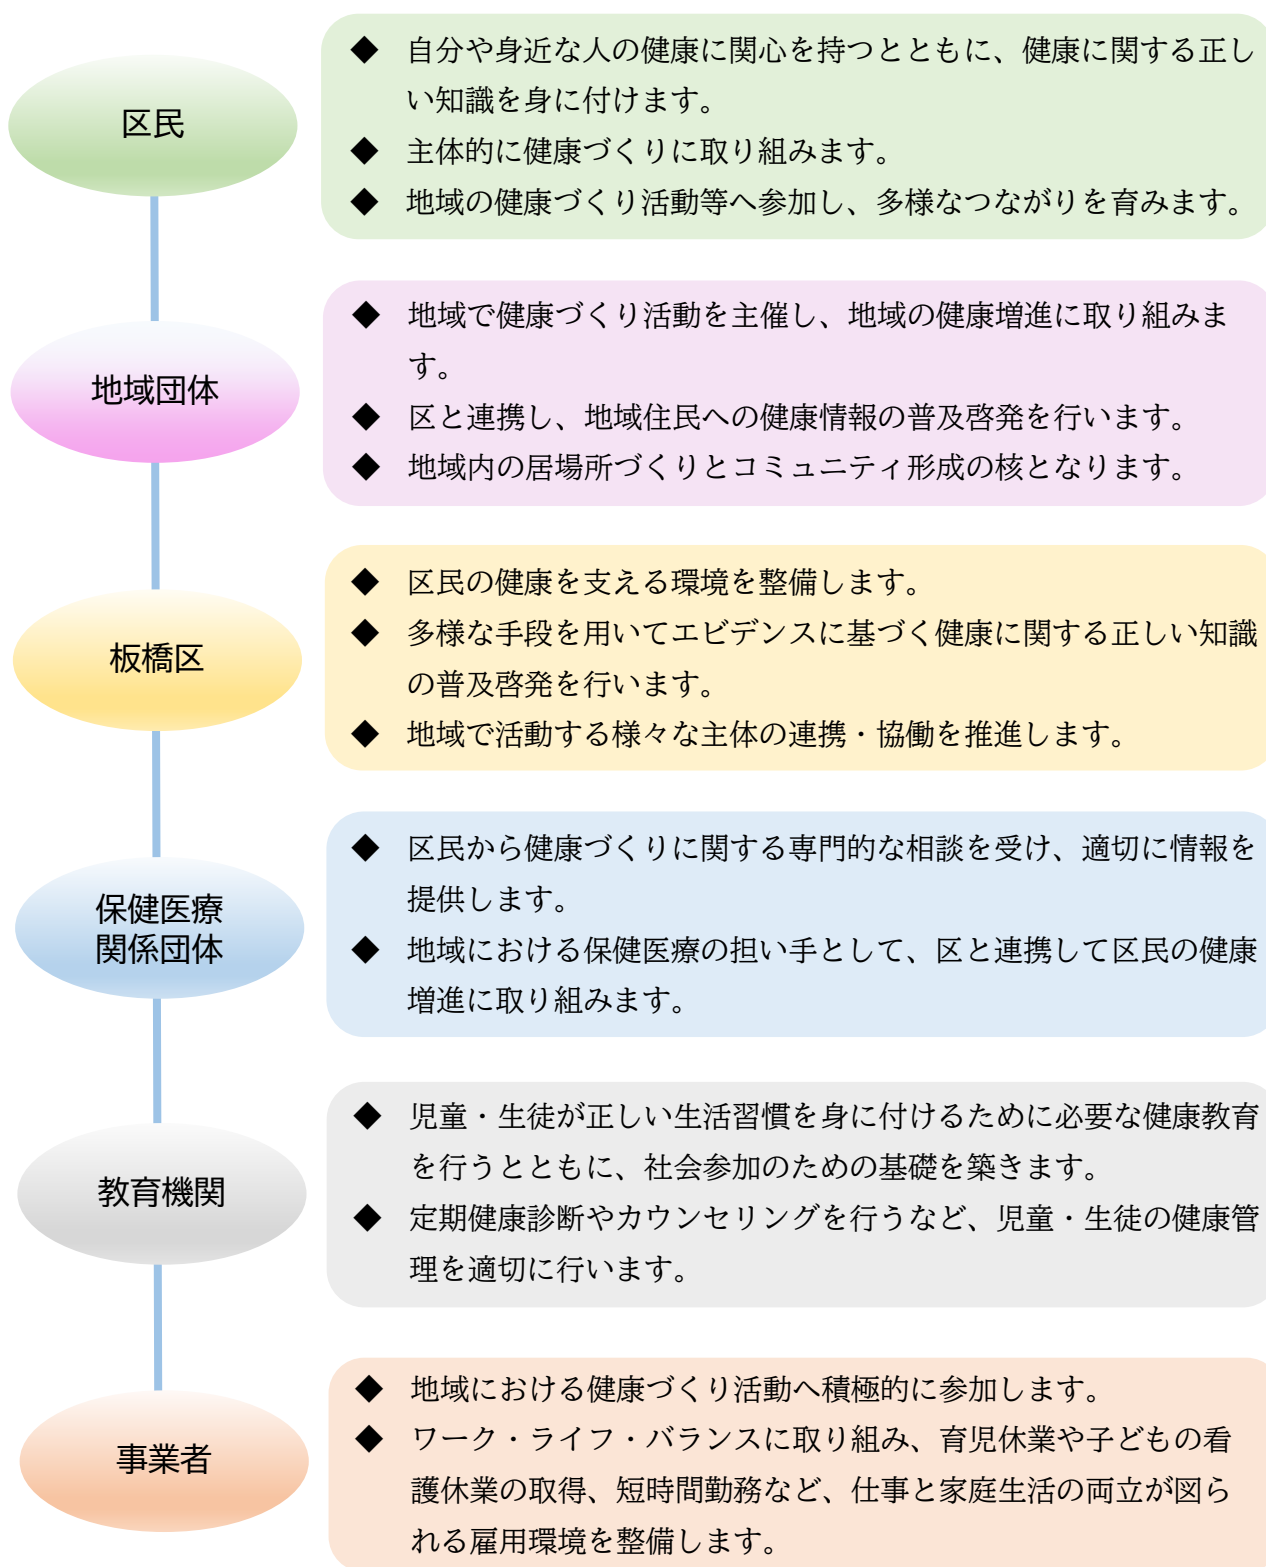 区民
◆ 自分や身近な人の健康に関心を持つとともに、健康に関する正し
い知識を身に付けます。
◆ 主体的に健康づくりに取り組みます。
◆ 地域の健康づくり活動等へ参加し、多様なつながりを育みます。
地域団体
◆ 地域で健康づくり活動を主催し、地域の健康増進に取り組みま
す。
◆ 区と連携し、地域住民への健康情報の普及啓発を行います。
◆ 地域内の居場所づくりとコミュニティ形成の核となります。
板橋区
◆ 区民の健康を支える環境を整備します。
◆ 多様な手段を用いてエビデンスに基づく健康に関する正しい知識
の普及啓発を行います。
◆ 地域で活動する様々な主体の連携・協働を推進します。
保健医療
関係団体
◆ 区民から健康づくりに関する専門的な相談を受け、適切に情報を
提供します。
◆ 地域における保健医療の担い手として、区と連携して区民の健康
増進に取り組みます。
教育機関
◆ 児童・生徒が正しい生活習慣を身に付けるために必要な健康教育
を行うとともに、社会参加のための基礎を築きます。
◆ 定期健康診断やカウンセリングを行うなど、児童・生徒の健康管
理を適切に行います。
事業者
◆ 地域における健康づくり活動へ積極的に参加します。
◆ ワーク・ライフ・バランスに取り組み、育児休業や子どもの看
護休業の取得、短時間勤務など、仕事と家庭生活の両立が図ら
れる雇用環境を整備します。